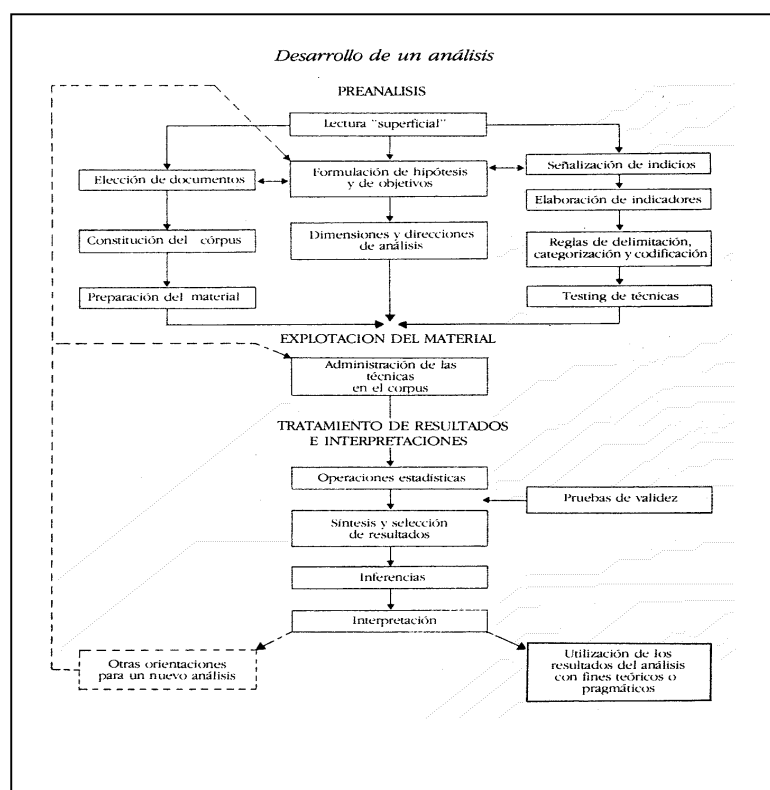 Desarrollo de un análisis
PREANALISIS
Lectura "superficial"
Elección de documentos
Formulación de hipótesis
y de objetivos
Señalización de indicios
Elaboración de indicadores
Constitución del córpus
Dimensiones y direcciones
de análisis
Reglas de delimitación,
categorización y codificación
Preparación del material
Testing de técnicas
EXPLOTACION DEL MATERIAL
Administración de las
técnicas
en el corpus
TRATAMIENTO DE RESULTADOS
E INTERPRETACIONES
Operaciones estadísticas
Pruebas de validez
Síntesis y selección
de resultados
Inferencias
Interpretación
Otras orientaciones
para un nuevo análisis
Utilización de los
resultados del análisis
con fines teóricos o
pragmáticos